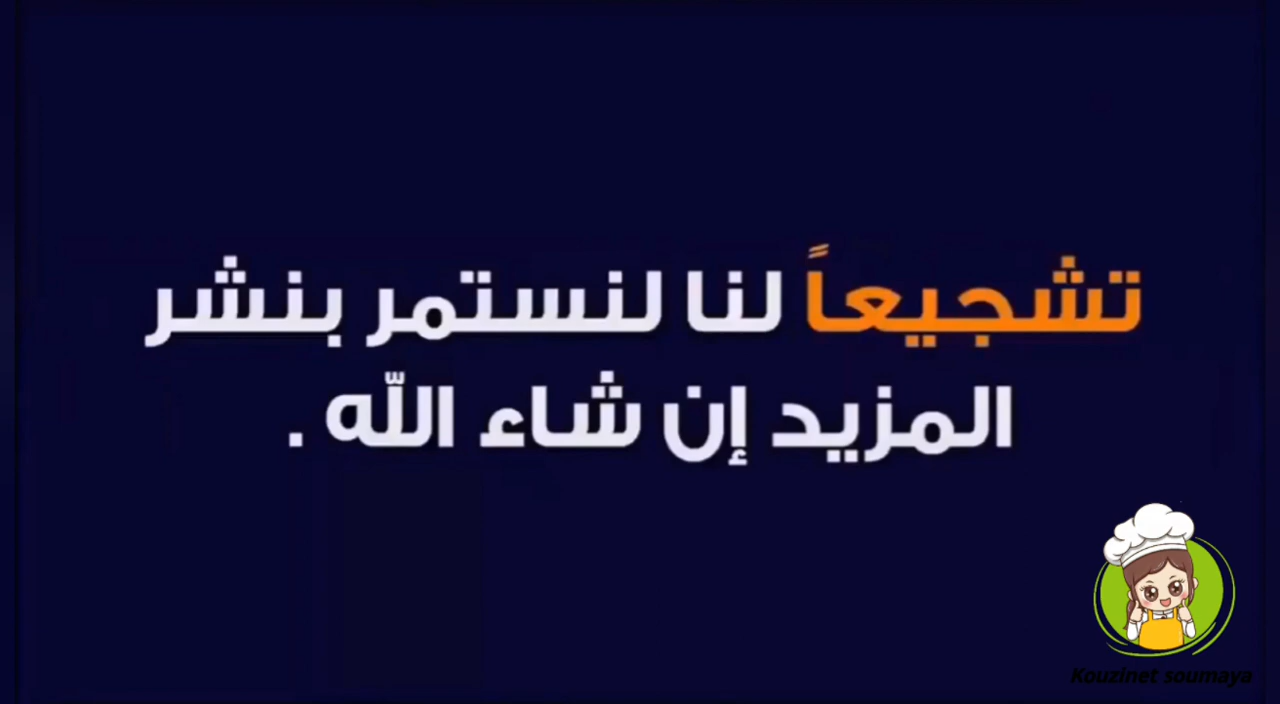 تشجيعاً لنا لنستمر بنشر
المزيد إن شاء اللّه .
Kouzinet soumaya